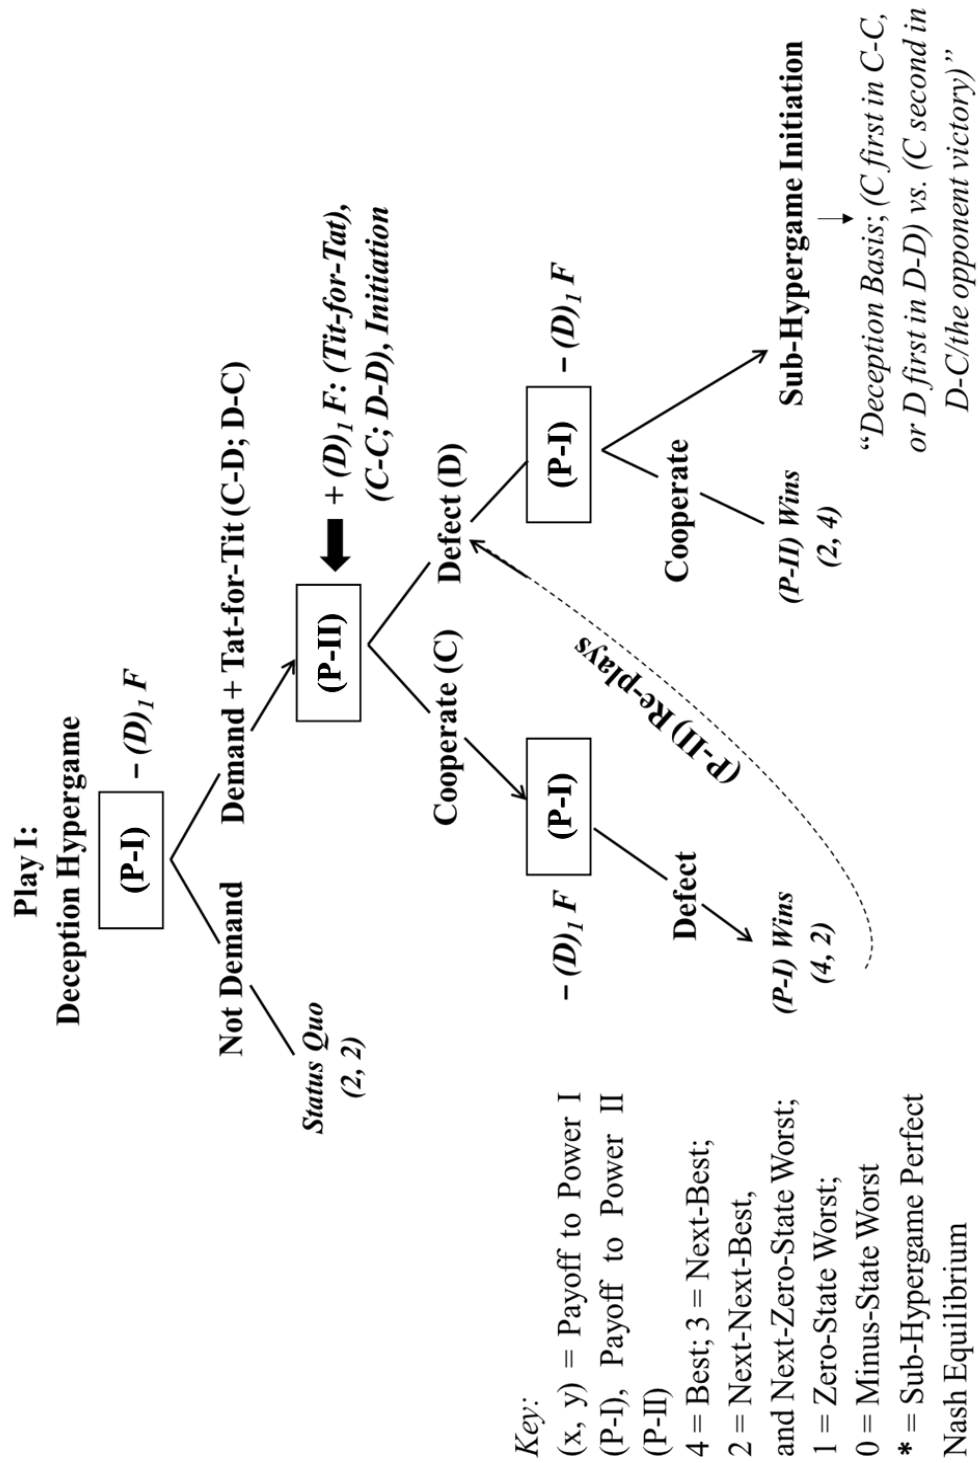 Play I:
Deception Hypergame
(P-I)
– (D)₁ F
Not Demand
Demand + Tat-for-Tit (C-D; D-C)
Status Quo
(2, 2)
(P-II)
+ (D)₁ F: (Tit-for-Tat),
(C-C; D-D), Initiation
Cooperate (C)
Defect (D)
– (D)₁ F
(P-I)
(P-I)
– (D)₁ F
Defect
Cooperate
Sub-Hypergame Initiation
(P-I) Wins
(4, 2)
(P-II) Re-plays
(P-II) Wins
(2, 4)
“Deception Basis; (C first in C-C,
or D first in D-D) vs. (C second in
D-C/the opponent victory)”
Key:
(x, y) = Payoff to Power I
(P-I), Payoff to Power II
(P-II)
4 = Best; 3 = Next-Best;
2 = Next-Next-Best,
and Next-Zero-State Worst;
1 = Zero-State Worst;
0 = Minus-State Worst
* = Sub-Hypergame Perfect
Nash Equilibrium